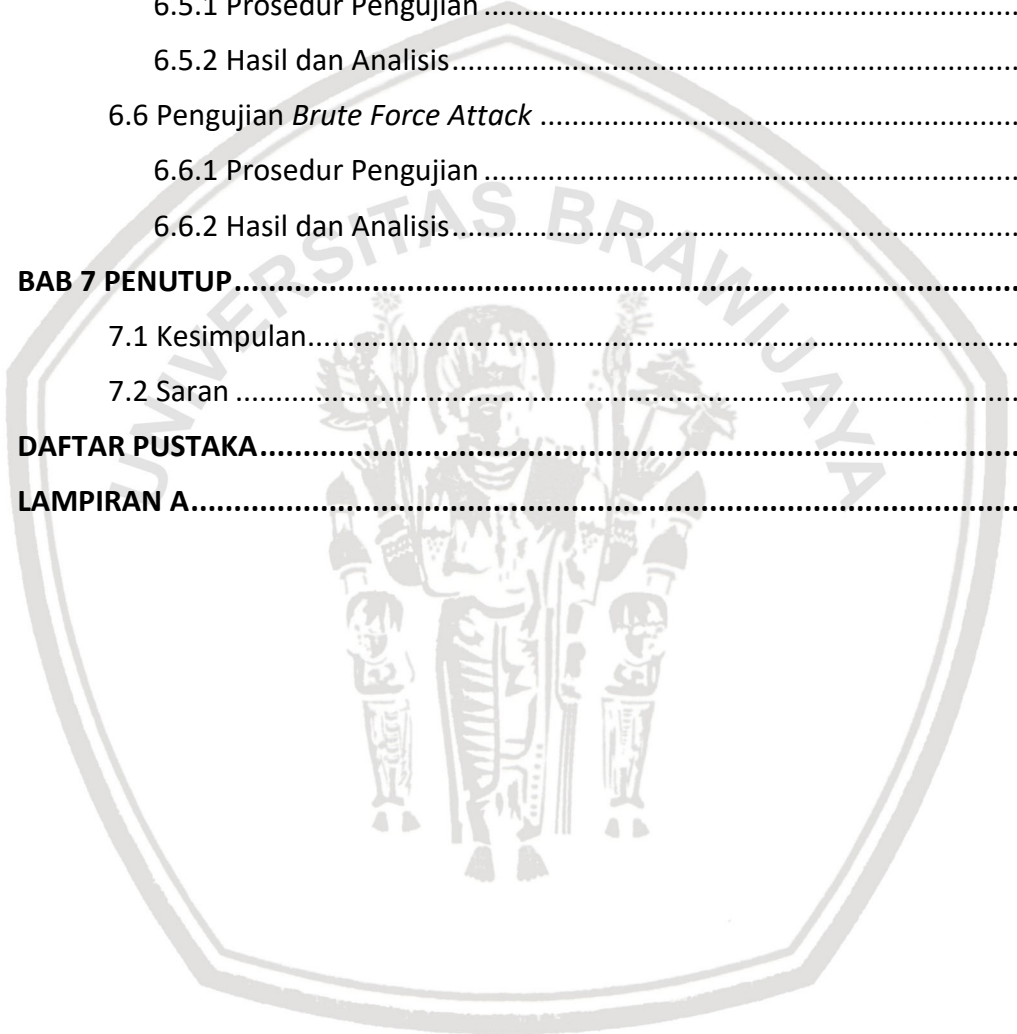 6.5.1 Prosedur Pengujian ........................................................................
6.5.2 Hasil dan Analisis............................................................................
6.6 Pengujian Brute Force Attack ............................................................
6.6.1 Prosedur Pengujian ........................................................................
6.6.2 Hasil dan Analisis............................................................................
BAB 7 PENUTUP........................................................................................
7.1 Kesimpulan.........................................................................................
7.2 Saran ..................................................................................................
DAFTAR PUSTAKA.....................................................................................
LAMPIRAN A.............................................................................................
UNIVERSITAS BRAWIJAYA